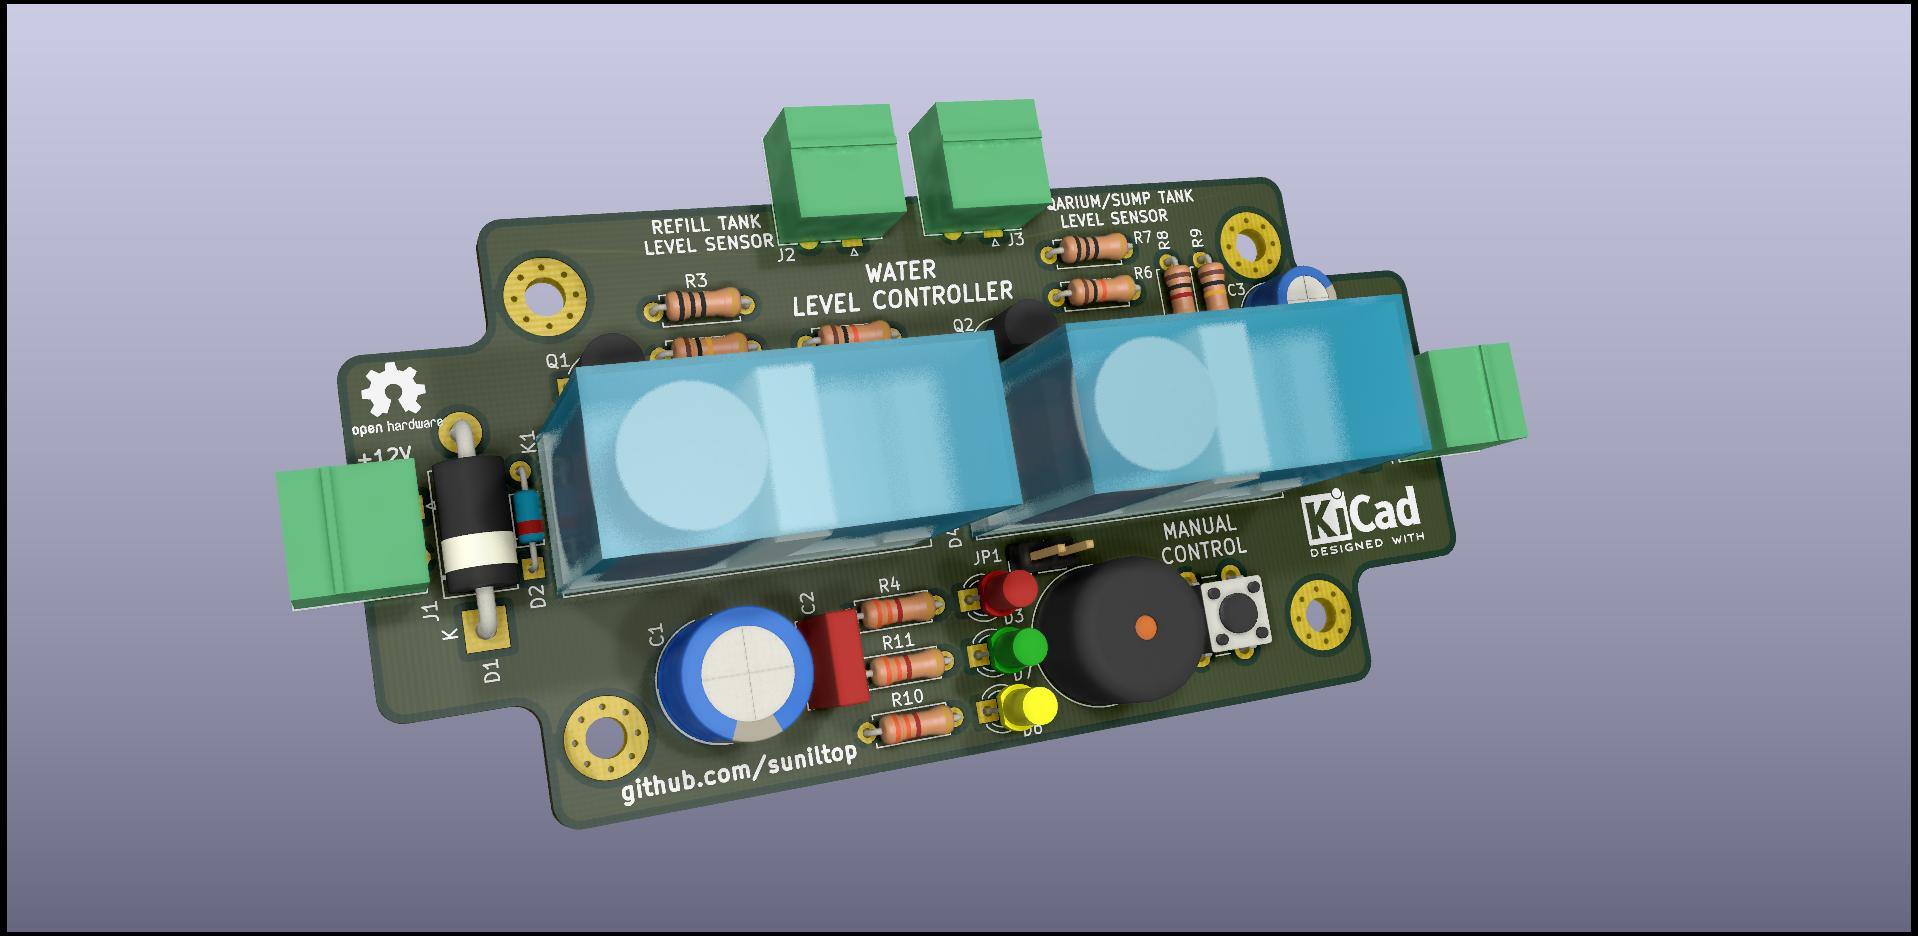 REFILL TANK
LEVEL SENSOR
J2
J3
QARIUM/SUMP TANK
LEVEL SENSOR
R7
R8
R9
R6
C3
R3
WATER
LEVEL CONTROLLER
Q1
Q2
open hardware
+12V
K1
J1
K
D1
D2
D4
JP1
MANUAL
CONTROL
KiCad
DESIGNED WITH
C1
C2
R4
R11
R10
D3
D7
D6
github.com/suniltop